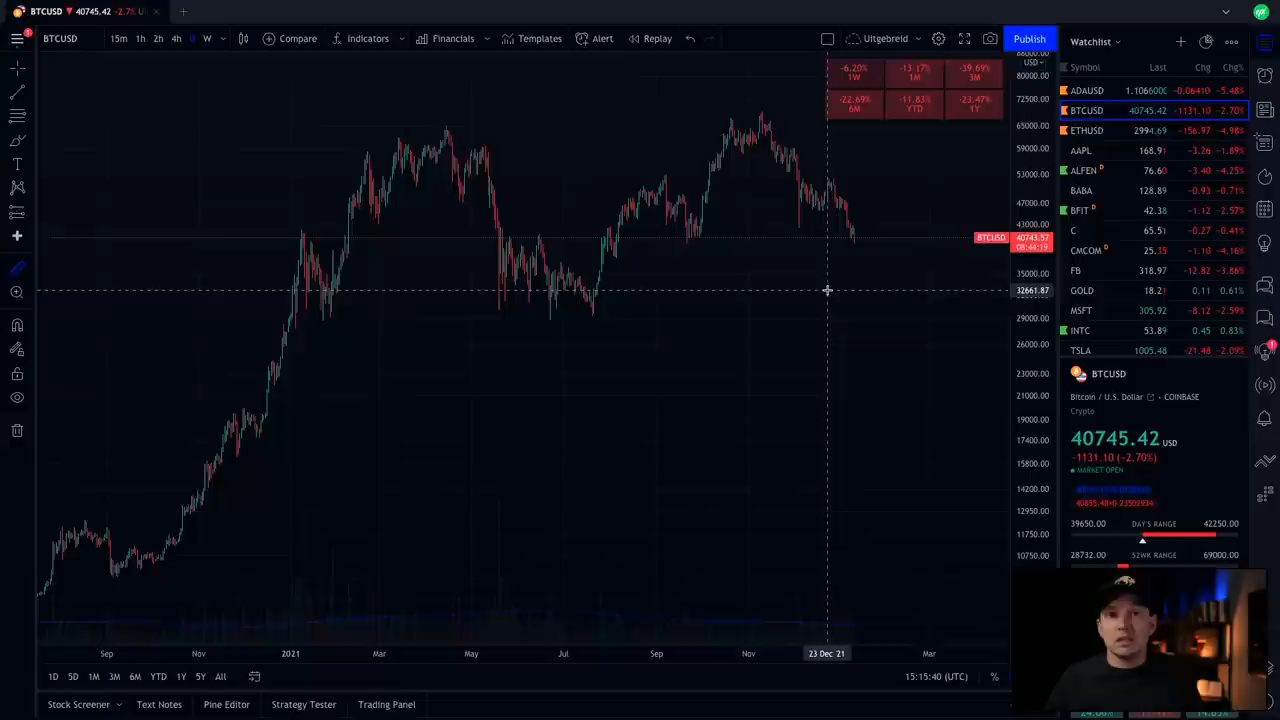 BTCUSD ▼ 40745.42 −2.7% U
BTCUSD 15m 1h 2h 4h D W Compare Indicators Financials Templates Alert Replay Uitgebreid Publish
Watchlist
Symbol Last Chg Chg%
ADAUSD 1.106600 -0.06410 -5.48%
BTCUSD 40745.42 -1131.10 -2.70%
ETHUSD 2994.69 -156.97 -4.98%
AAPL 168.91 -3.26 -1.89%
ALFEN D 76.60 -3.40 -4.25%
BABA 128.89 -0.93 -0.71%
BFIT D 42.38 -1.12 -2.57%
C 65.51 -0.27 -0.41%
CMCOM D 25.35 -1.10 -4.16%
FB 318.97 -12.82 -3.86%
GOLD 18.21 0.11 0.61%
MSFT 305.92 -8.12 -2.59%
INTC 53.89 0.45 0.83%
TSLA 1005.48 -21.48 -2.09%
-6.20% -13.17% -39.69%
1W 1M 3M
-22.69% -11.83% -23.47%
6M YTD 1Y
88000.00
USD
80000.00
72500.00
65000.00
59000.00
53000.00
47000.00
43000.00
BTCUSD 40743.57
08:44:19
35000.00
32661.87
29000.00
26000.00
23000.00
21000.00
19000.00
17400.00
15800.00
14200.00
12950.00
11750.00
10750.00
BTCUSD
Bitcoin / U.S. Dollar • COINBASE
Crypto
40745.42 USD
−1131.10 (−2.70%)
MARKET OPEN
39650.00 DAY'S RANGE 42250.00
28732.00 52WK RANGE 69000.00
Sep Nov 2021 Mar May Jul Sep Nov 23 Dec '21 Mar
1D 5D 1M 3M 6M YTD 1Y 5Y All
15:15:40 (UTC) %
Stock Screener Text Notes Pine Editor Strategy Tester Trading Panel